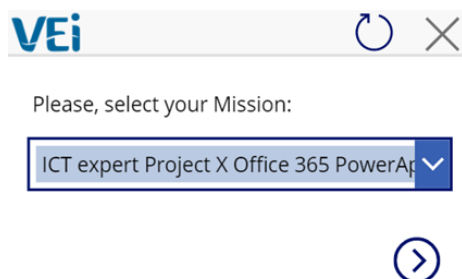 VEi
Please, select your Mission:
ICT expert Project X Office 365 PowerAp